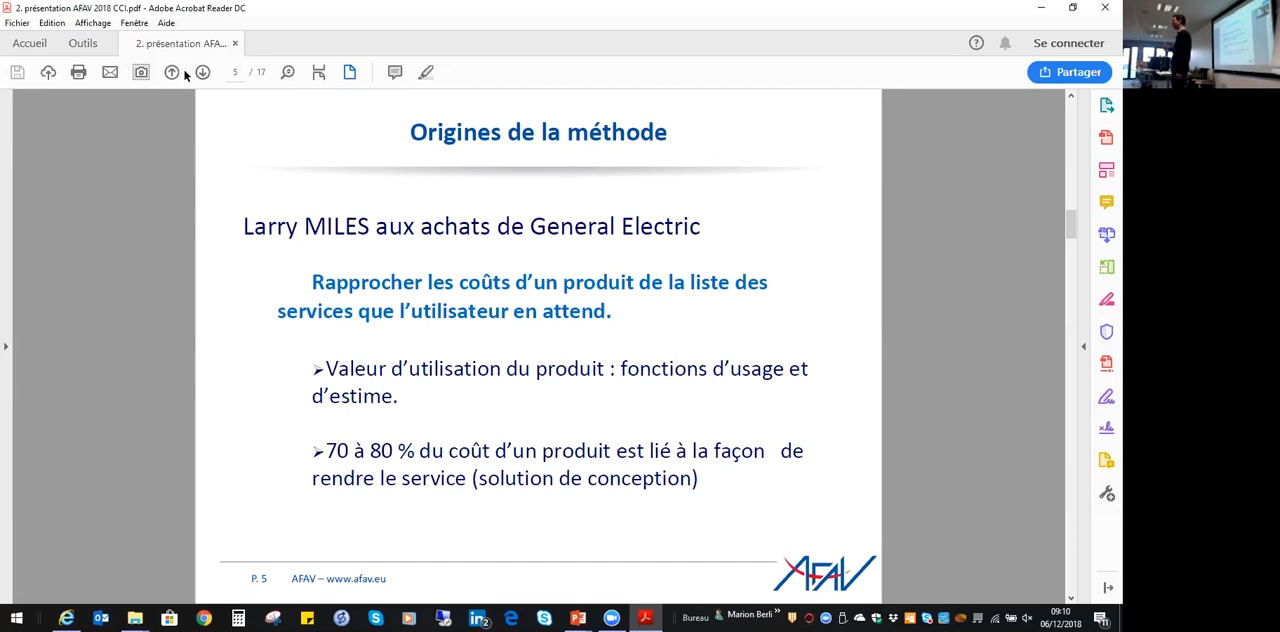 2. présentation AFAV 2018 CCI.pdf - Adobe Acrobat Reader DC
Fichier Edition Affichage Fenêtre Aide
Accueil Outils 2. présentation AFA... × Se connecter
5 / 17 Partager
Origines de la méthode
Larry MILES aux achats de General Electric
Rapprocher les coûts d’un produit de la liste des
services que l’utilisateur en attend.
➢Valeur d’utilisation du produit : fonctions d’usage et
d’estime.
➢70 à 80 % du coût d’un produit est lié à la façon de
rendre le service (solution de conception)
P. 5 AFAV – www.afav.eu
AFAV
Bureau Marion Berli »
09:10
06/12/2018